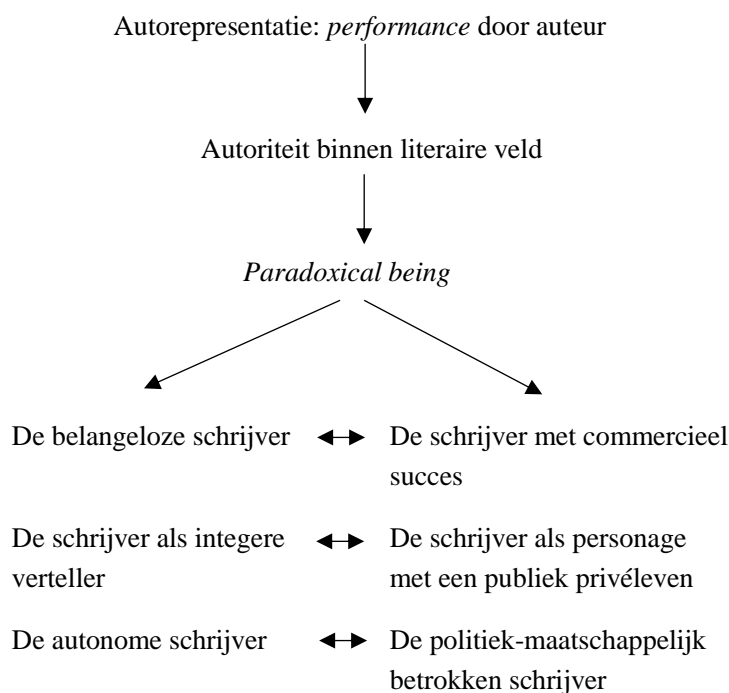 Autorepresentatie: performance door auteur
Autoriteit binnen literaire veld
Paradoxical being
De belangeloze schrijver
De schrijver met commercieel
succes
De schrijver als integere
verteller
De schrijver als personage
met een publiek privéleven
De autonome schrijver
De politiek-maatschappelijk
betrokken schrijver